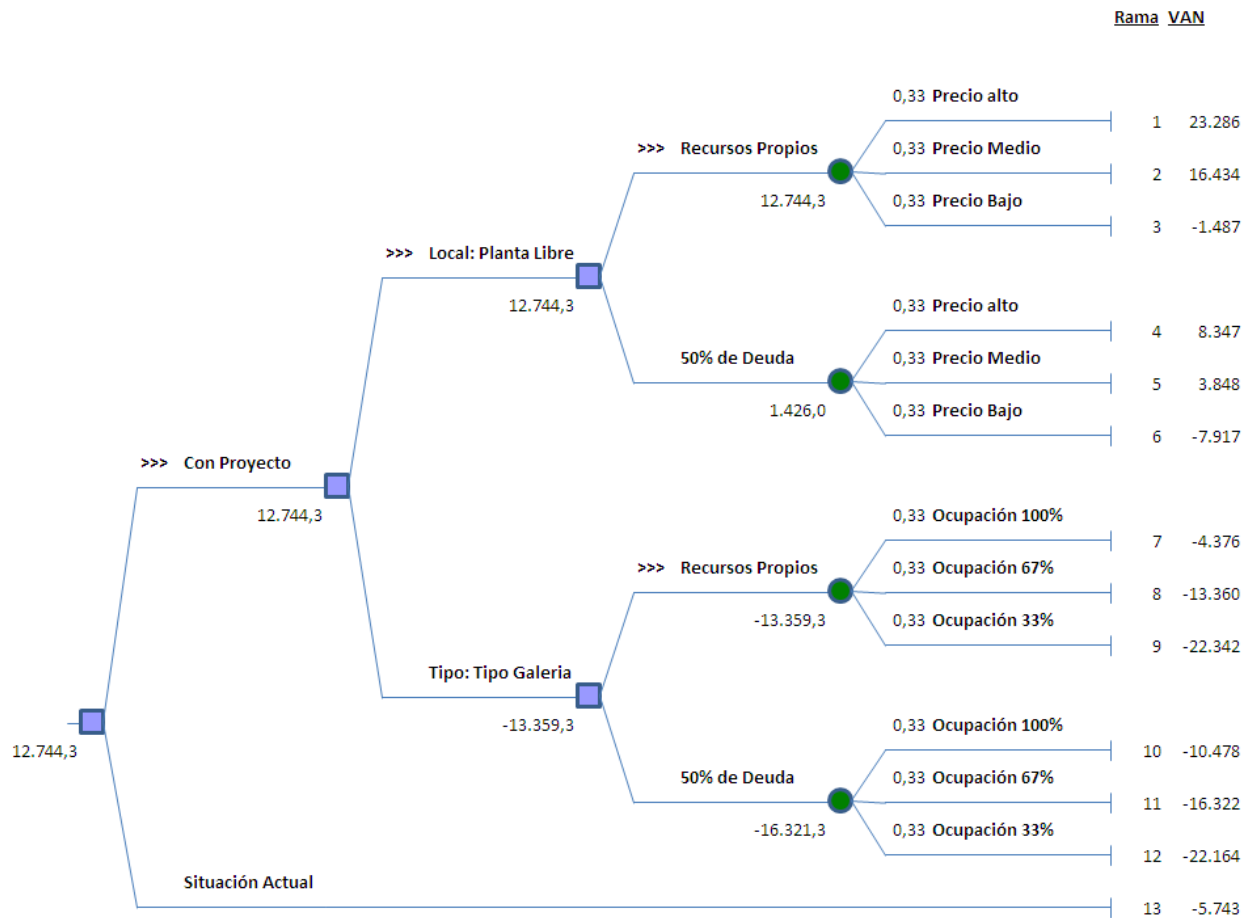 Rama VAN
0,33 Precio alto
1 23.286
>>> Recursos Propios
0,33 Precio Medio
12.744,3
2 16.434
0,33 Precio Bajo
3 -1.487
>>> Local: Planta Libre
12.744,3
0,33 Precio alto
4 8.347
50% de Deuda
0,33 Precio Medio
1.426,0
5 3.848
0,33 Precio Bajo
6 -7.917
>>> Con Proyecto
12.744,3
0,33 Ocupación 100%
7 -4.376
>>> Recursos Propios
0,33 Ocupación 67%
-13.359,3
8 -13.360
0,33 Ocupación 33%
9 -22.342
Tipo: Tipo Galeria
-13.359,3
0,33 Ocupación 100%
12.744,3
10 -10.478
50% de Deuda
0,33 Ocupación 67%
-16.321,3
11 -16.322
0,33 Ocupación 33%
12 -22.164
Situación Actual
13 -5.743